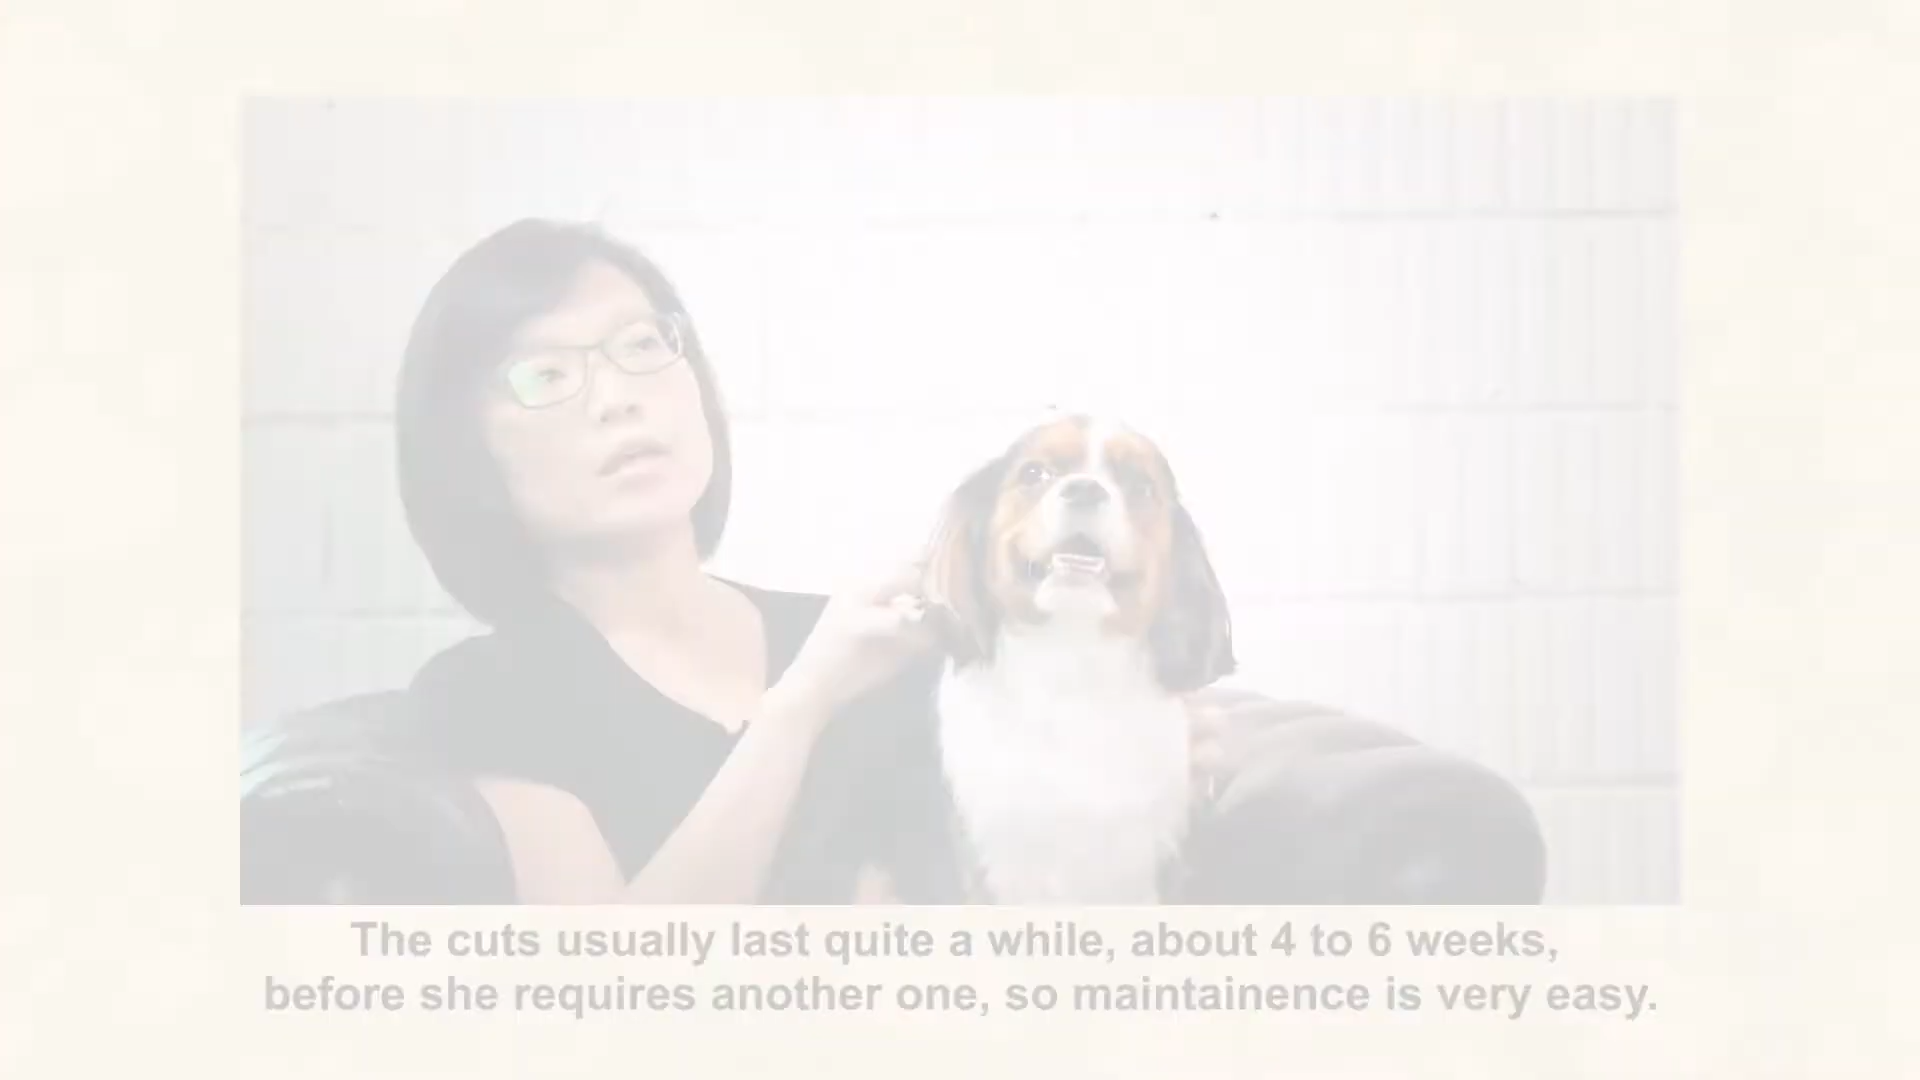 The cuts usually last quite a while, about 4 to 6 weeks,
before she requires another one, so maintainence is very easy.